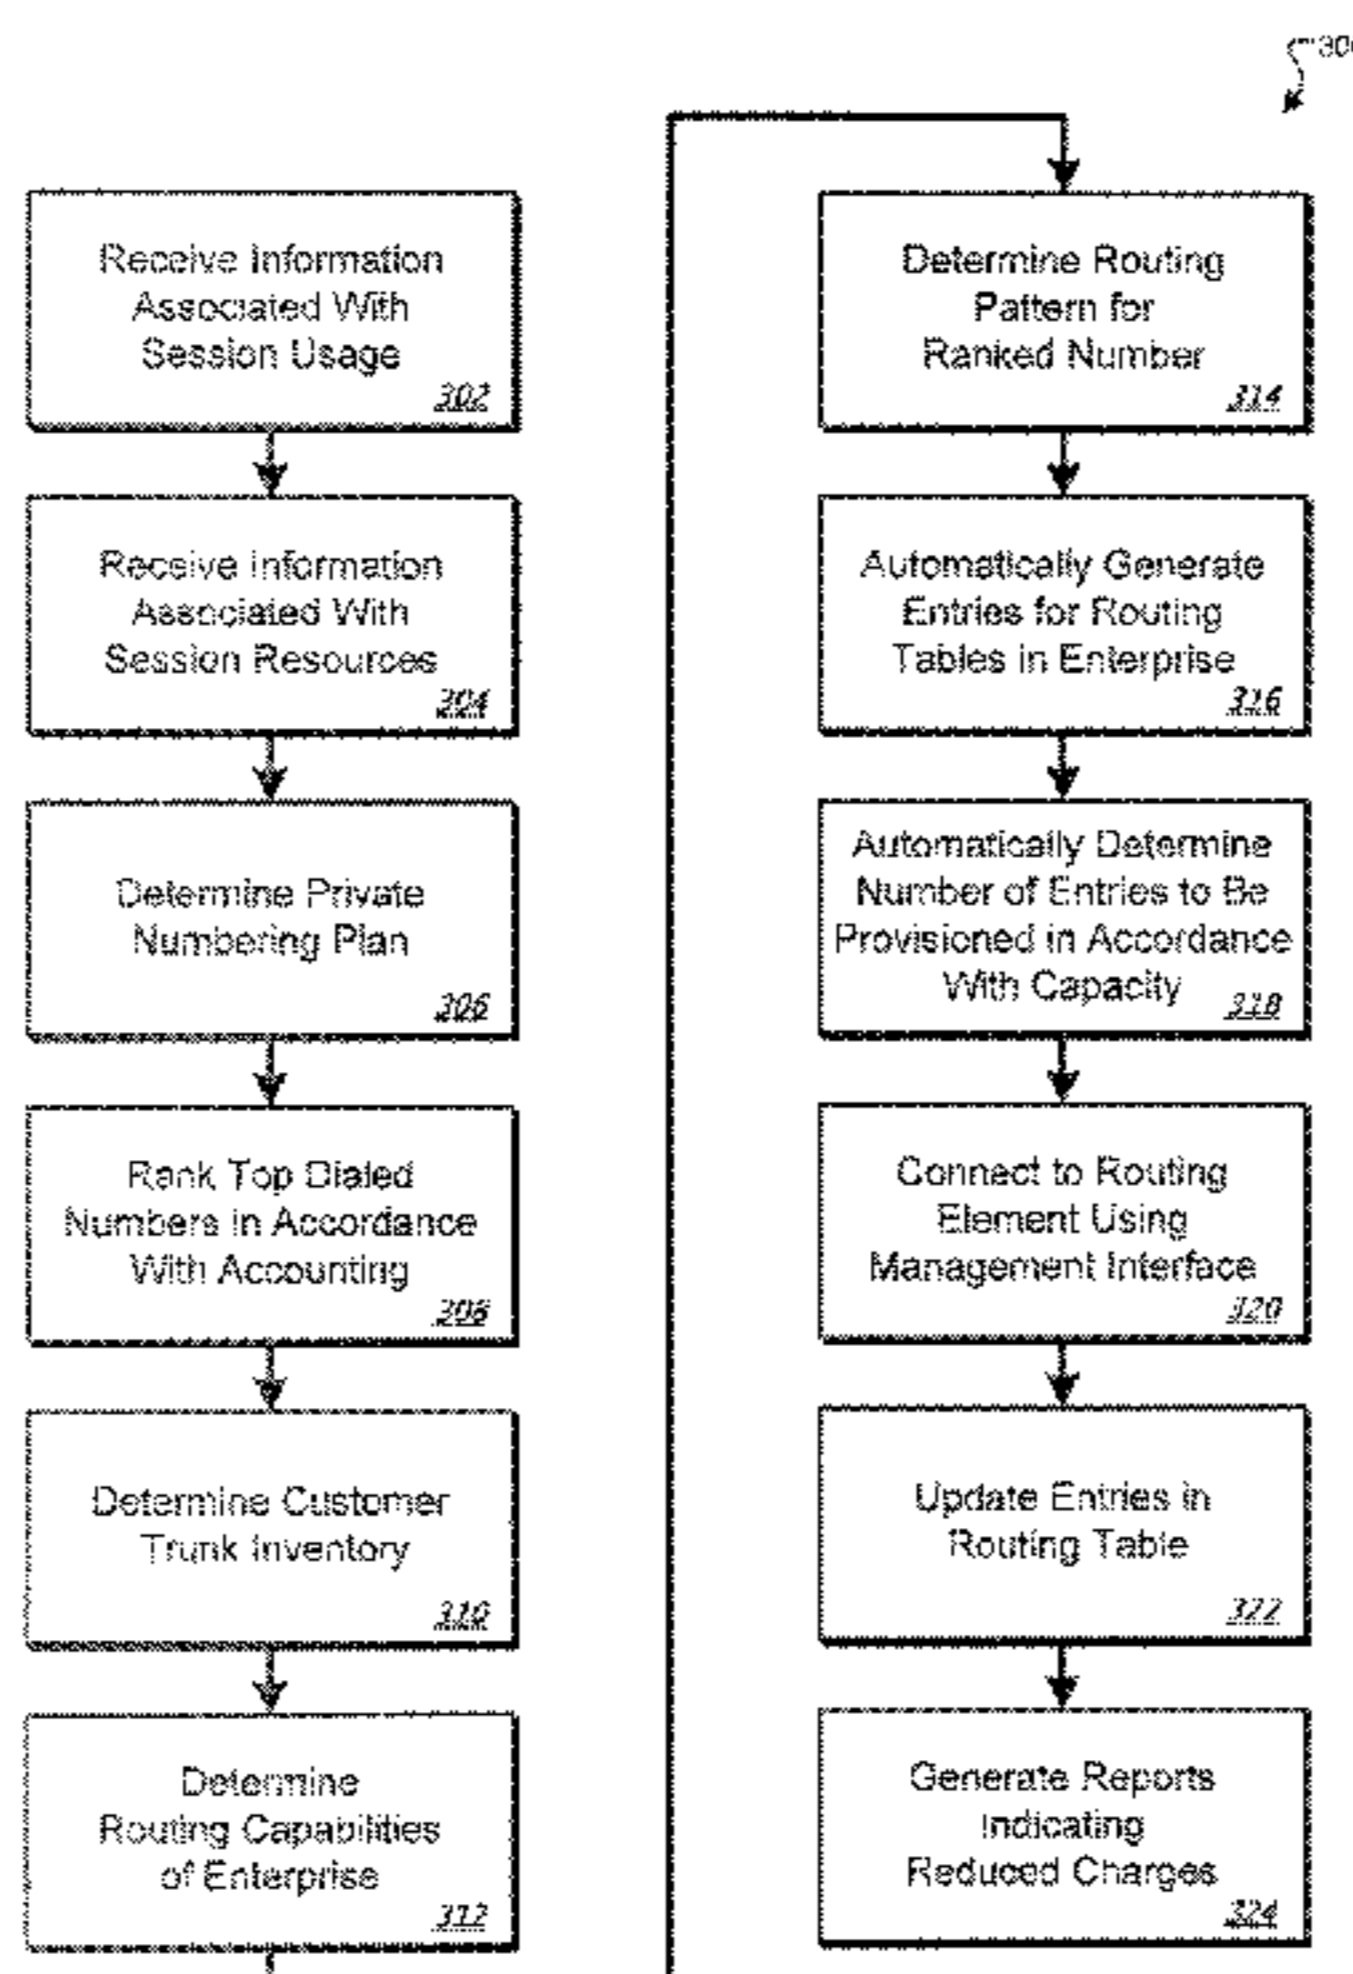 Receive Information
Associated With
Session Usage
302
Receive Information
Associated With
Session Resources
304
Determine Private
Numbering Plan
306
Rank Top Dialed
Numbers in Accordance
With Accounting
308
Determine Customer
Trunk Inventory
310
Determine
Routing Capabilities
of Enterprise
312
Determine Routing
Pattern for
Ranked Number
314
Automatically Generate
Entries for Routing
Tables in Enterprise
316
Automatically Determine
Number of Entries to Be
Provisioned in Accordance
With Capacity
318
Connect to Routing
Element Using
Management Interface
320
Update Entries in
Routing Table
322
Generate Reports
Indicating
Reduced Charges
324